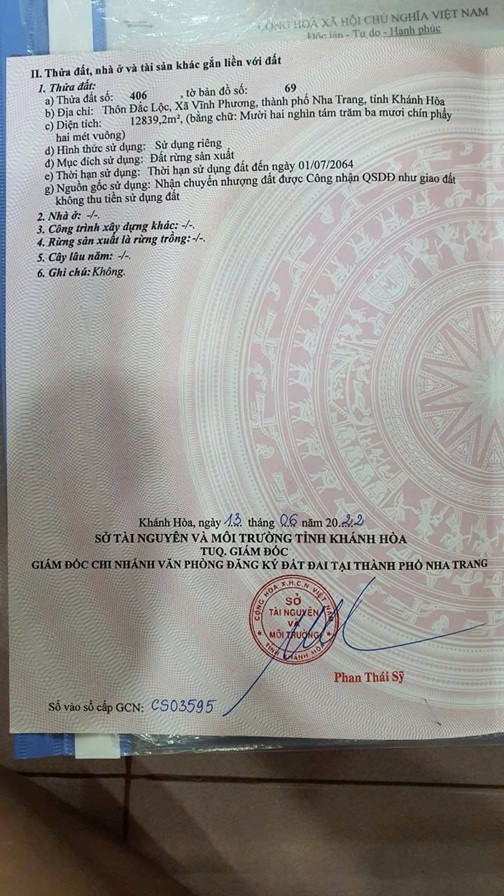 CỘNG HOÀ XÃ HỘI CHỦ NGHĨA VIỆT NAM
Độc lập - Tự do - Hạnh phúc
II. Thửa đất, nhà ở và tài sản khác gắn liền với đất
1. Thửa đất:
a) Thửa đất số: 406 , tờ bản đồ số: 69
b) Địa chỉ: Thôn Đắc Lộc, Xã Vĩnh Phương, thành phố Nha Trang, tỉnh Khánh Hòa
c) Diện tích: 12839,2m², (bằng chữ: Mười hai nghìn tám trăm ba mươi chín phẩy
hai mét vuông)
d) Hình thức sử dụng: Sử dụng riêng
đ) Mục đích sử dụng: Đất rừng sản xuất
e) Thời hạn sử dụng: Thời hạn sử dụng đất đến ngày 01/07/2064
g) Nguồn gốc sử dụng: Nhận chuyển nhượng đất được Công nhận QSDĐ như giao đất
không thu tiền sử dụng đất
2. Nhà ở: -/-.
3. Công trình xây dựng khác: -/-.
4. Rừng sản xuất là rừng trồng: -/-.
5. Cây lâu năm: -/-.
6. Ghi chú: Không.
Khánh Hòa, ngày 13 tháng 06 năm 2022
SỞ TÀI NGUYÊN VÀ MÔI TRƯỜNG TỈNH KHÁNH HÒA
TUQ. GIÁM ĐỐC
GIÁM ĐỐC CHI NHÁNH VĂN PHÒNG ĐĂNG KÝ ĐẤT ĐAI TẠI THÀNH PHỐ NHA TRANG
CỘNG HÒA X.H.C.N VIỆT NAM
SỞ
TÀI NGUYÊN
VÀ
MÔI TRƯỜNG
TỈNH KHÁNH HÒA
Phan Thái Sỹ
Số vào sổ cấp GCN: CS03595